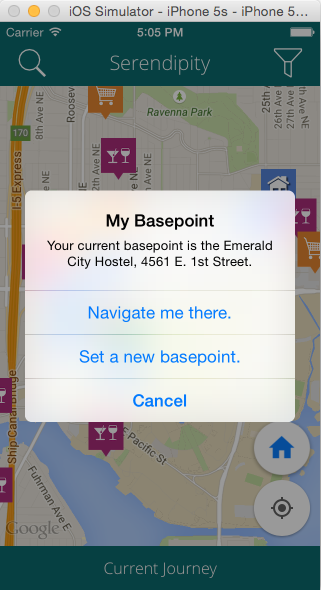 iOS Simulator - iPhone 5s - iPhone 5...
Carrier 5:05 PM
Serendipity
8th Ave NE
Roosev
Ravenna Park
25th
26th Ave NE
27th Ave NE
170
12th Ave NE
I-5 Express
My Basepoint
Your current basepoint is the Emerald
City Hostel, 4561 E. 1st Street.
Navigate me there.
Set a new basepoint.
Cancel
Ship Canal Bridge
E Pacific St
Fuhrman Ave E
Google
Current Journey